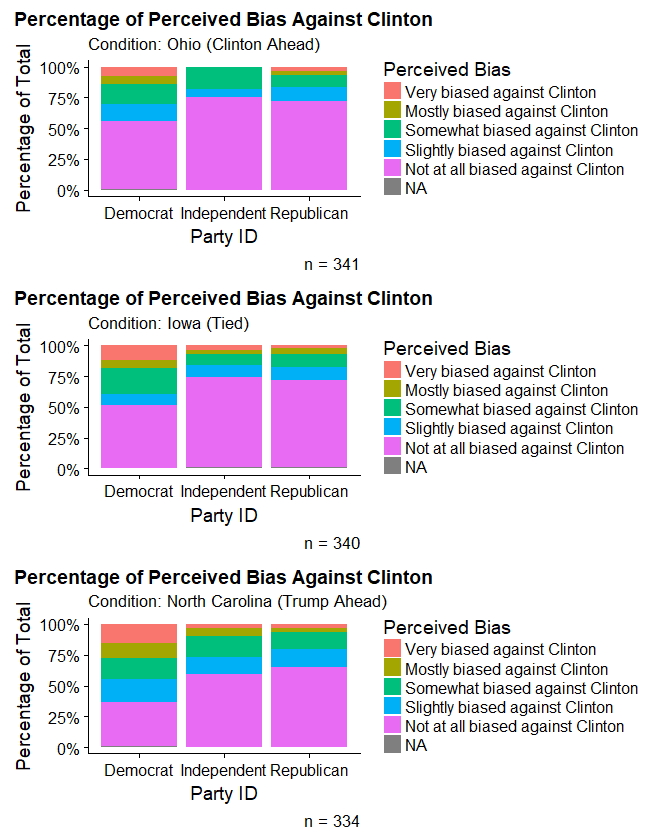 Percentage of Perceived Bias Against Clinton
Condition: Ohio (Clinton Ahead)
Percentage of Total
100%
75%
50%
25%
0%
Democrat Independent Republican
Party ID
Perceived Bias
Very biased against Clinton
Mostly biased against Clinton
Somewhat biased against Clinton
Slightly biased against Clinton
Not at all biased against Clinton
NA
n = 341
Percentage of Perceived Bias Against Clinton
Condition: Iowa (Tied)
Percentage of Total
100%
75%
50%
25%
0%
Democrat Independent Republican
Party ID
Perceived Bias
Very biased against Clinton
Mostly biased against Clinton
Somewhat biased against Clinton
Slightly biased against Clinton
Not at all biased against Clinton
NA
n = 340
Percentage of Perceived Bias Against Clinton
Condition: North Carolina (Trump Ahead)
Percentage of Total
100%
75%
50%
25%
0%
Democrat Independent Republican
Party ID
Perceived Bias
Very biased against Clinton
Mostly biased against Clinton
Somewhat biased against Clinton
Slightly biased against Clinton
Not at all biased against Clinton
NA
n = 334